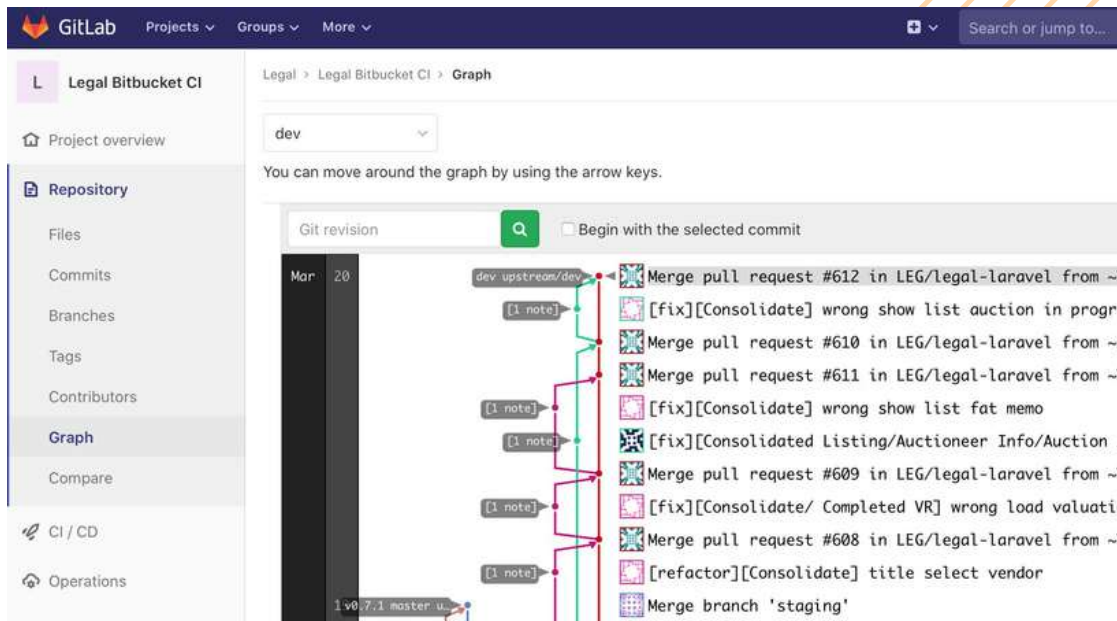 GitLab Projects Groups More Search or jump to...
L Legal Bitbucket CI
Legal > Legal Bitbucket CI > Graph
Project overview
dev
You can move around the graph by using the arrow keys.
Repository
Files
Commits
Branches
Tags
Contributors
Graph
Compare
CI / CD
Operations
Git revision Begin with the selected commit
Mar 20 dev upstream/dev Merge pull request #612 in LEG/legal-laravel from ~
[1 note] [fix][Consolidate] wrong show list auction in progr
Merge pull request #610 in LEG/legal-laravel from ~
Merge pull request #611 in LEG/legal-laravel from ~
[1 note] [fix][Consolidate] wrong show list fat memo
[1 note] [fix][Consolidated Listing/Auctioneer Info/Auction
Merge pull request #609 in LEG/legal-laravel from ~
[1 note] [fix][Consolidate/ Completed VR] wrong load valuati
Merge pull request #608 in LEG/legal-laravel from ~
[1 note] [refactor][Consolidate] title select vendor
v0.7.1 master u… Merge branch 'staging'